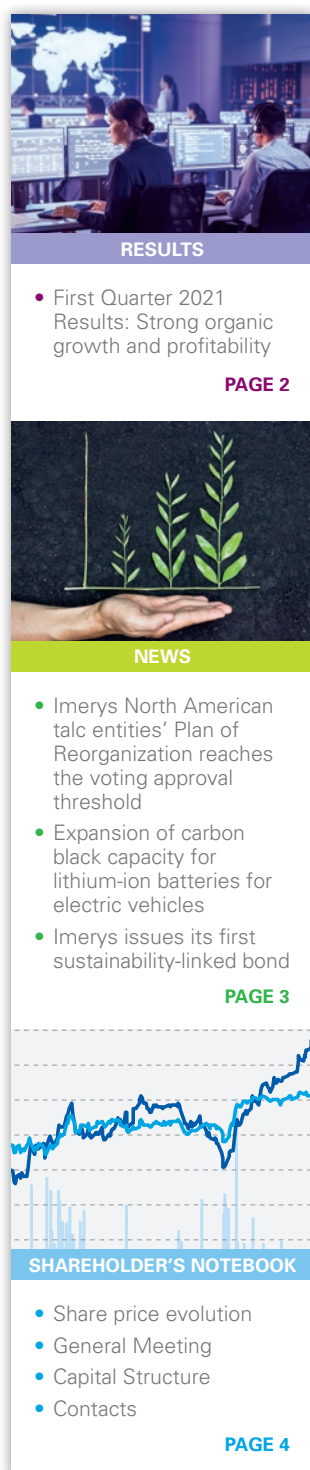 RESULTS
• First Quarter 2021
Results: Strong organic
growth and profitability
PAGE 2
NEWS
• Imerys North American
talc entities' Plan of
Reorganization reaches
the voting approval
threshold
• Expansion of carbon
black capacity for
lithium-ion batteries for
electric vehicles
• Imerys issues its first
sustainability-linked bond
PAGE 3
SHAREHOLDER'S NOTEBOOK
• Share price evolution
• General Meeting
• Capital Structure
• Contacts
PAGE 4